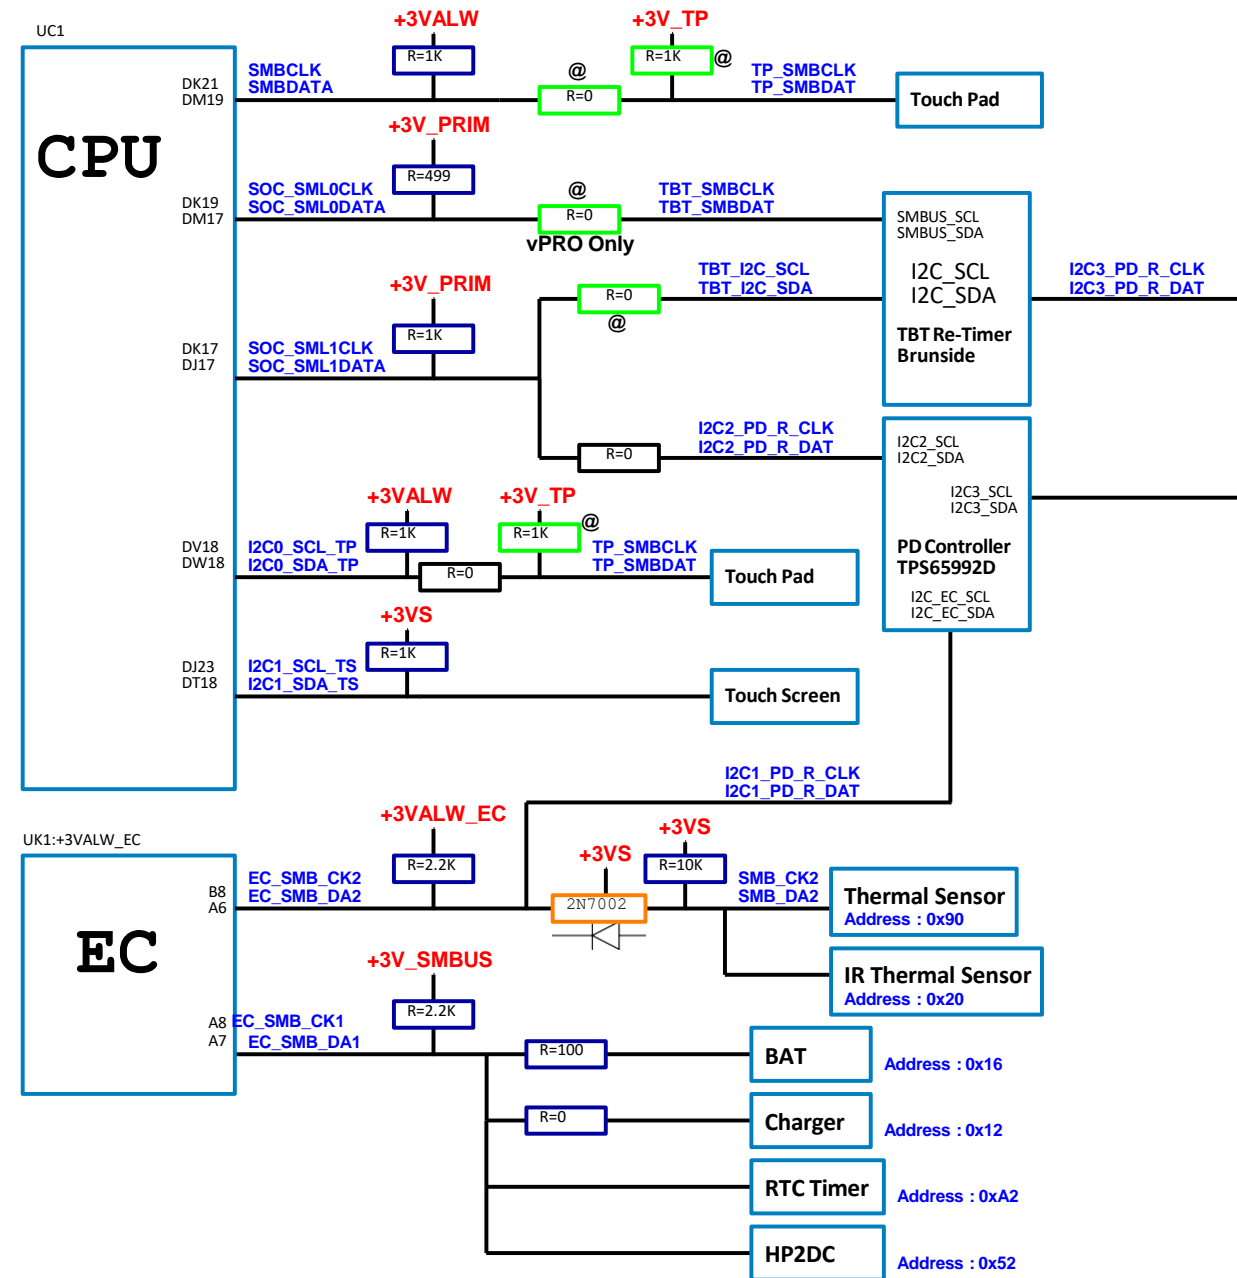 UC1
+3VALW
+3V_TP
R=1K
R=1K
@
SMBCLK
SMBDATA
DK21
DM19
@
R=0
TP_SMBCLK
TP_SMBDAT
Touch Pad
CPU
+3V_PRIM
R=499
DK19
DM17
SOC_SML0CLK
SOC_SML0DATA
@
R=0
vPRO Only
TBT_SMBCLK
TBT_SMBDAT
SMBUS_SCL
SMBUS_SDA
I2C_SCL
I2C_SDA
TBT Re-Timer
Brunside
I2C3_PD_R_CLK
I2C3_PD_R_DAT
TBT_I2C_SCL
TBT_I2C_SDA
+3V_PRIM
R=0
@
R=1K
DK17
DJ17
SOC_SML1CLK
SOC_SML1DATA
I2C2_PD_R_CLK
I2C2_PD_R_DAT
R=0
I2C2_SCL
I2C2_SDA
I2C3_SCL
I2C3_SDA
PD Controller
TPS65992D
I2C_EC_SCL
I2C_EC_SDA
+3VALW
+3V_TP
R=1K
R=1K
@
DV18
DW18
I2C0_SCL_TP
I2C0_SDA_TP
R=0
TP_SMBCLK
TP_SMBDAT
Touch Pad
+3VS
R=1K
DJ23
DT18
I2C1_SCL_TS
I2C1_SDA_TS
Touch Screen
I2C1_PD_R_CLK
I2C1_PD_R_DAT
UK1:+3VALW_EC
+3VALW_EC
+3VS
+3VS
R=2.2K
R=10K
B8
A6
EC_SMB_CK2
EC_SMB_DA2
2N7002
SMB_CK2
SMB_DA2
Thermal Sensor
Address : 0x90
EC
+3V_SMBUS
IR Thermal Sensor
Address : 0x20
R=2.2K
A8
A7
EC_SMB_CK1
EC_SMB_DA1
R=100
BAT
Address : 0x16
R=0
Charger
Address : 0x12
RTC Timer
Address : 0xA2
HP2DC
Address : 0x52